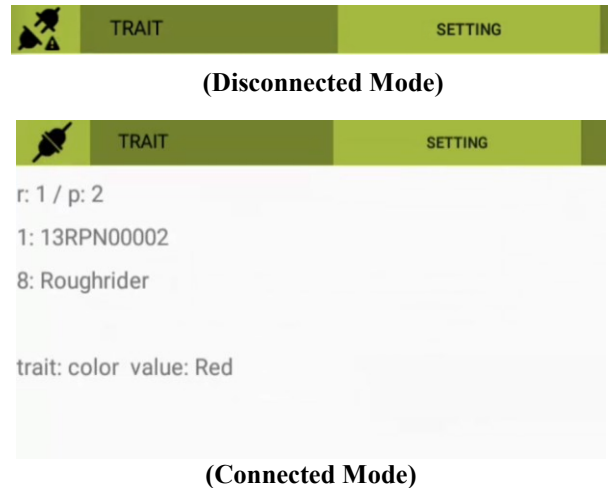 TRAIT SETTING
(Disconnected Mode)
TRAIT SETTING
r: 1 / p: 2
1: 13RPN00002
8: Roughrider
trait: color value: Red
(Connected Mode)